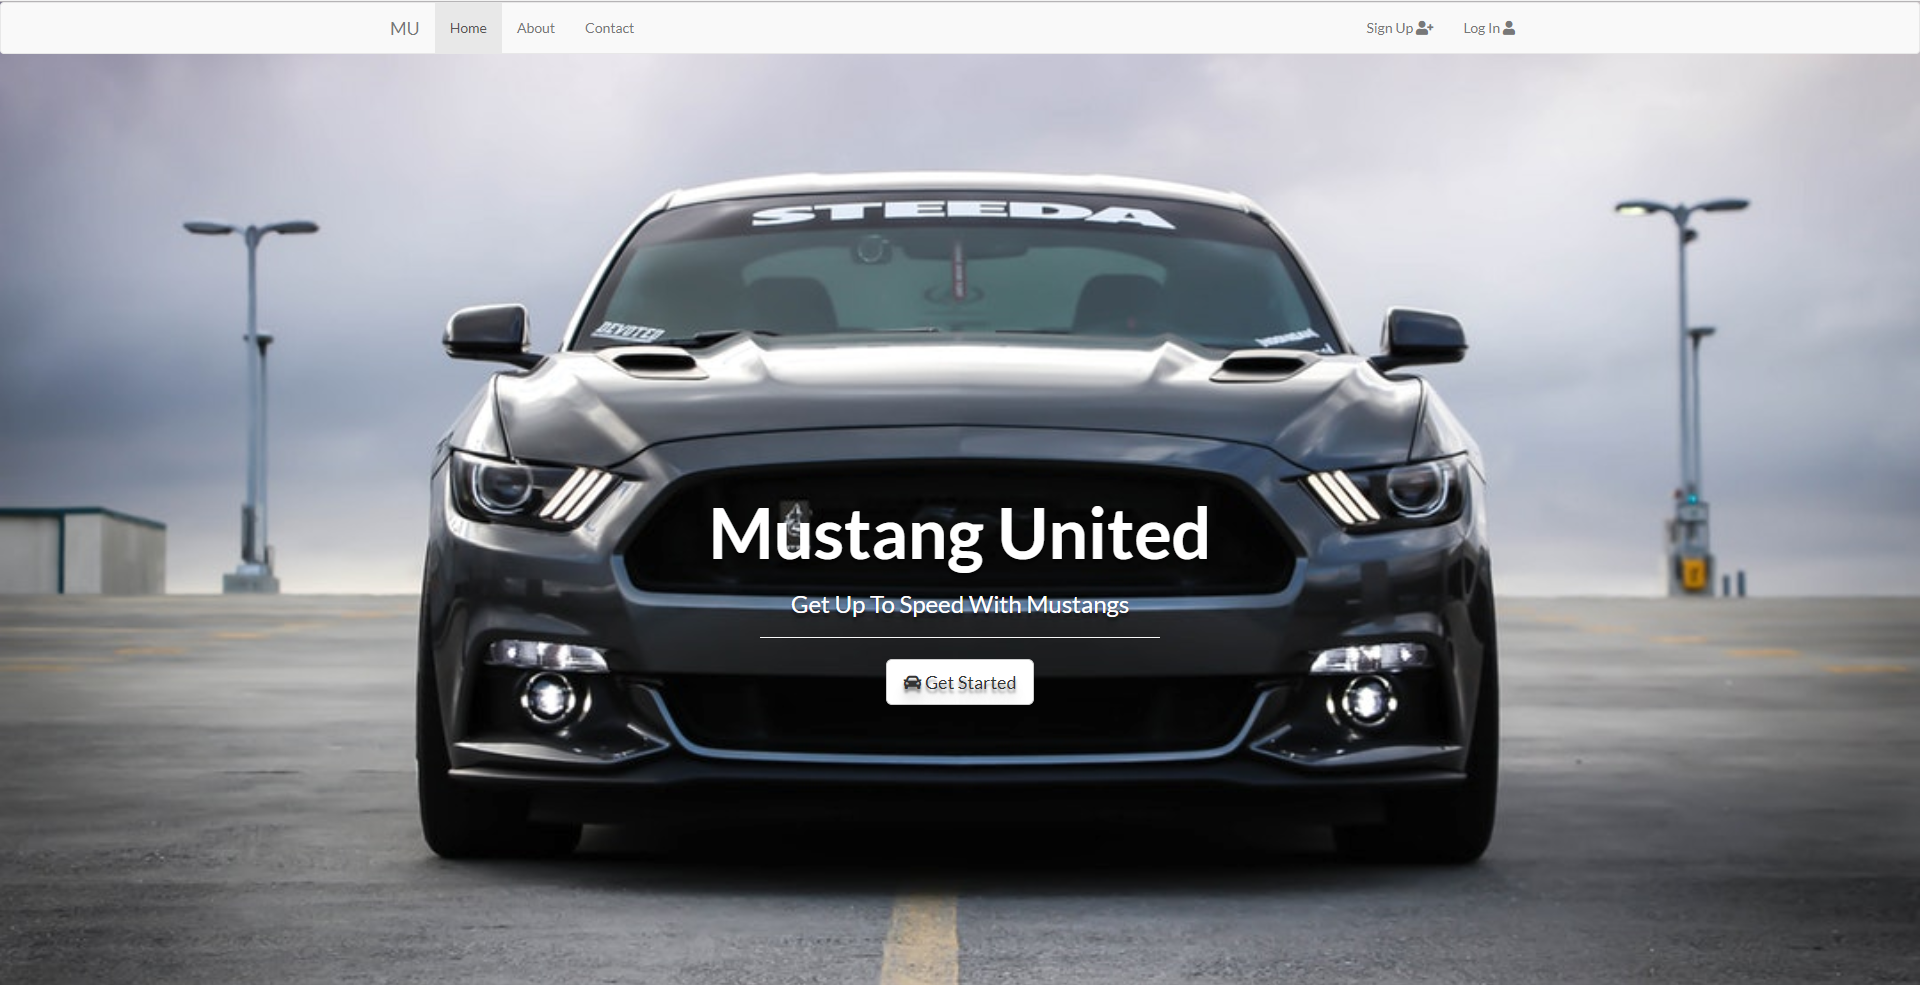 MU Home About Contact Sign Up Log In
STEEDA
DEVOTED
Mustang United
Get Up To Speed With Mustangs
Get Started